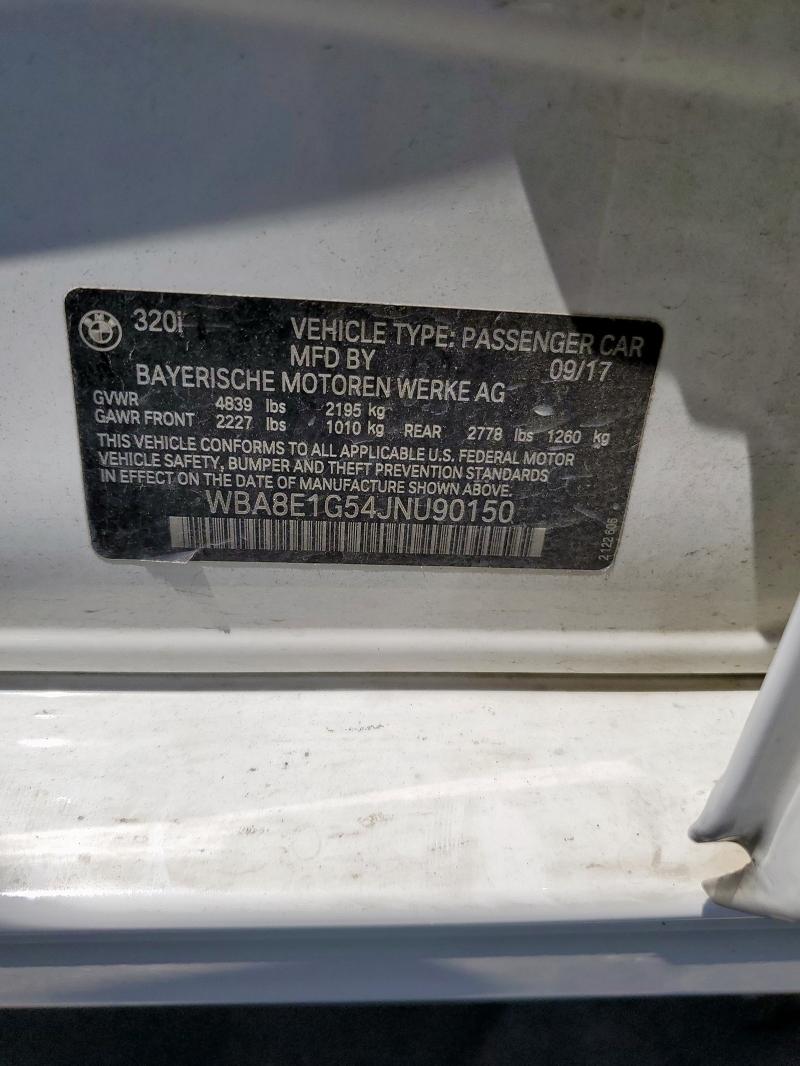 320i
VEHICLE TYPE: PASSENGER CAR
MFD BY 09/17
BAYERISCHE MOTOREN WERKE AG
GVWR 4839 lbs 2195 kg
GAWR FRONT 2227 lbs 1010 kg REAR 2778 lbs 1260 kg
THIS VEHICLE CONFORMS TO ALL APPLICABLE U.S. FEDERAL MOTOR
VEHICLE SAFETY, BUMPER AND THEFT PREVENTION STANDARDS
IN EFFECT ON THE DATE OF MANUFACTURE SHOWN ABOVE.
WBA8E1G54JNU90150
2122 606